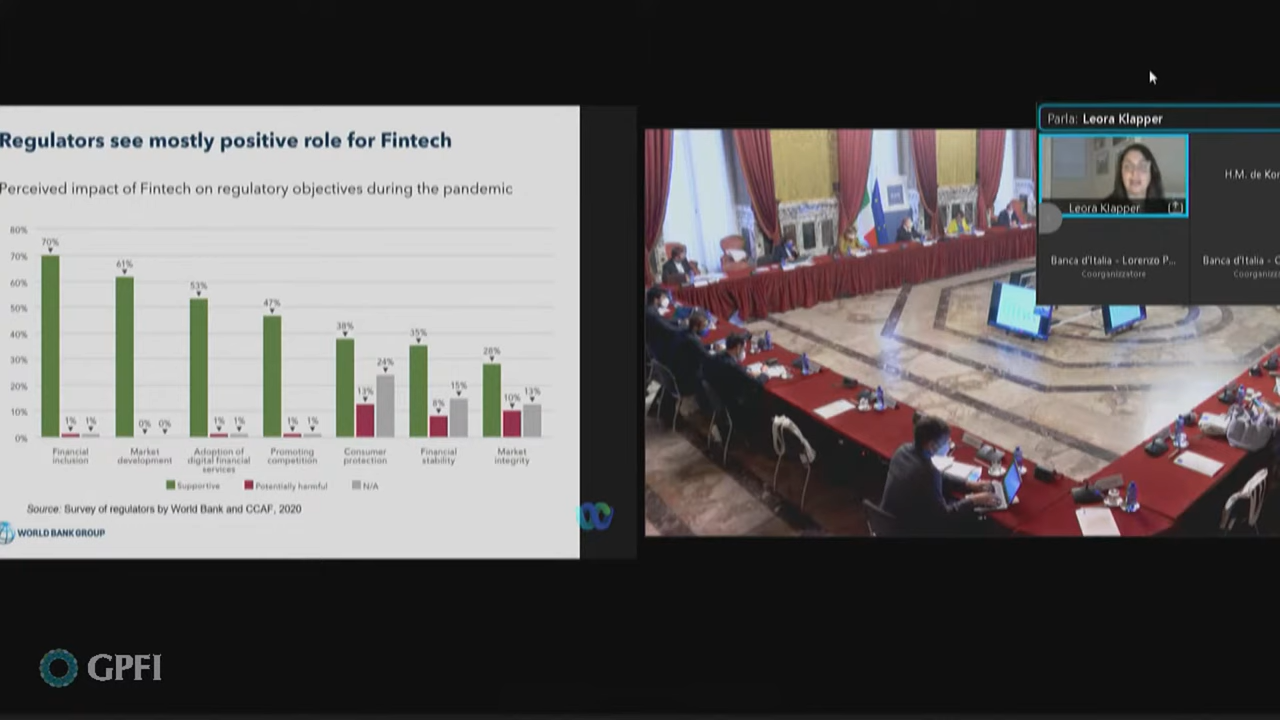 Regulators see mostly positive role for Fintech
Perceived impact of Fintech on regulatory objectives during the pandemic
80%
70%
60%
50%
40%
30%
20%
10%
0%
70%
1%
1%
61%
0%
0%
53%
1%
1%
47%
1%
1%
38%
13%
24%
35%
8%
15%
28%
10%
13%
Financial
inclusion
Market
development
Adoption of
digital financial
services
Promoting
competition
Consumer
protection
Financial
stability
Market
integrity
Supportive
Potentially harmful
N/A
Source: Survey of regulators by World Bank and CCAF, 2020
WORLD BANK GROUP
Parla: Leora Klapper
Leora Klapper
H.M. de Kor
Banca d'Italia - Lorenzo P...
Coorganizzatore
Banca d'Italia - C
Coorganizz
GPFI